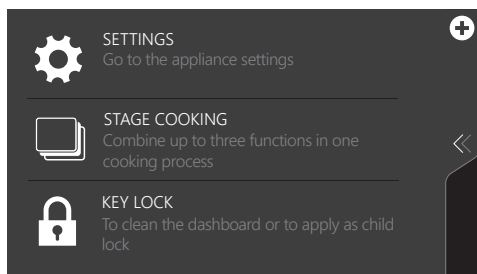 SETTINGS
Go to the appliance settings
STAGE COOKING
Combine up to three functions in one
cooking process
KEY LOCK
To clean the dashboard or to apply as child
lock